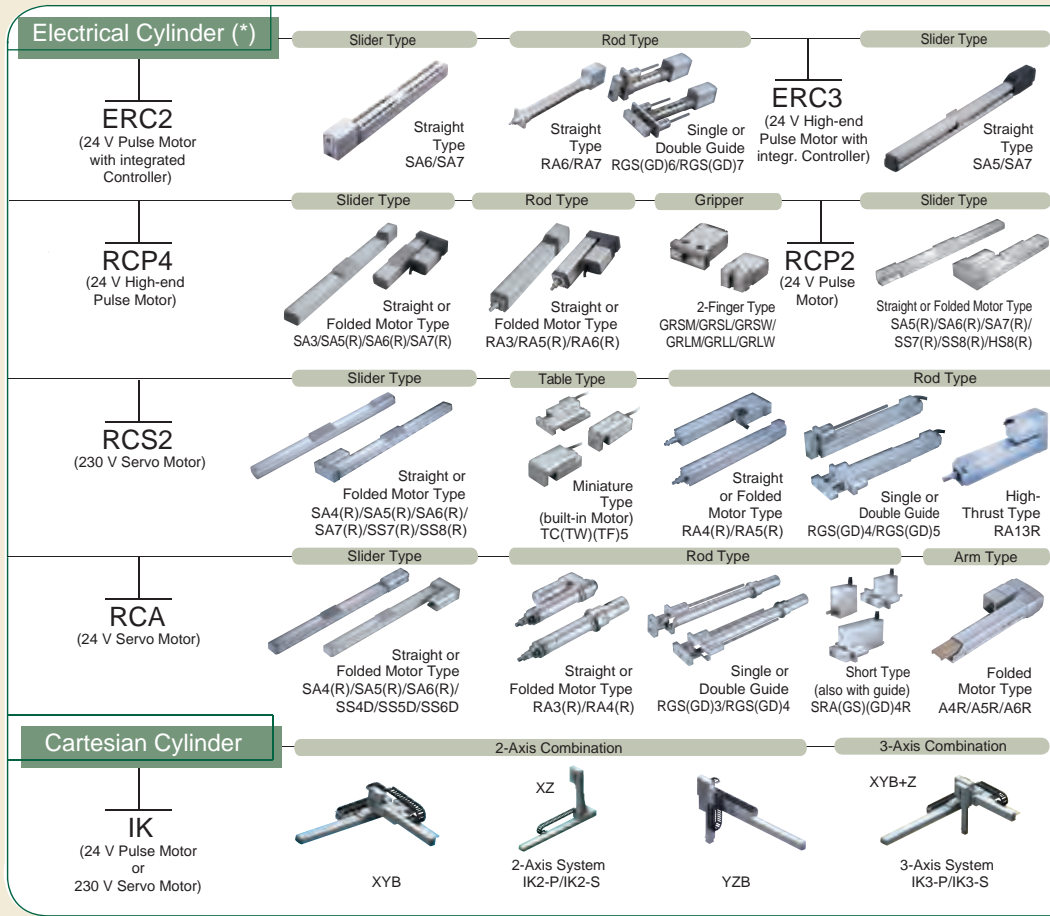 Electrical Cylinder (*)
Slider Type
Rod Type
Slider Type
ERC2
(24 V Pulse Motor
with integrated
Controller)
Straight
Type
SA6/SA7
Straight
Type
RA6/RA7
Single or
Double Guide
RGS(GD)6/RGS(GD)7
ERC3
(24 V High-end
Pulse Motor with
integr. Controller)
Straight
Type
SA5/SA7
Slider Type
Rod Type
Gripper
Slider Type
RCP4
(24 V High-end
Pulse Motor)
Straight or
Folded Motor Type
SA3/SA5(R)/SA6(R)/SA7(R)
Straight or
Folded Motor Type
RA3/RA5(R)/RA6(R)
2-Finger Type
GRSM/GRSL/GRSW/
GRLM/GRLL/GRLW
RCP2
(24 V Pulse
Motor)
Straight or Folded Motor Type
SA5(R)/SA6(R)/SA7(R)/
SS7(R)/SS8(R)/HS8(R)
Slider Type
Table Type
Rod Type
RCS2
(230 V Servo Motor)
Straight or
Folded Motor Type
SA4(R)/SA5(R)/SA6(R)/
SA7(R)/SS7(R)/SS8(R)
Miniature
Type
(built-in Motor)
TC(TW)(TF)5
Straight
or Folded
Motor Type
RA4(R)/RA5(R)
Single or
Double Guide
RGS(GD)4/RGS(GD)5
High-
Thrust Type
RA13R
Slider Type
Rod Type
Arm Type
RCA
(24 V Servo Motor)
Straight or
Folded Motor Type
SA4(R)/SA5(R)/SA6(R)/
SS4D/SS5D/SS6D
Straight or
Folded Motor Type
RA3(R)/RA4(R)
Single or
Double Guide
RGS(GD)3/RGS(GD)4
Short Type
(also with guide)
SRA(GS)(GD)4R
Folded
Motor Type
A4R/A5R/A6R
Cartesian Cylinder
2-Axis Combination
3-Axis Combination
IK
(24 V Pulse Motor
or
230 V Servo Motor)
XYB
XZ
2-Axis System
IK2-P/IK2-S
YZB
XYB+Z
3-Axis System
IK3-P/IK3-S